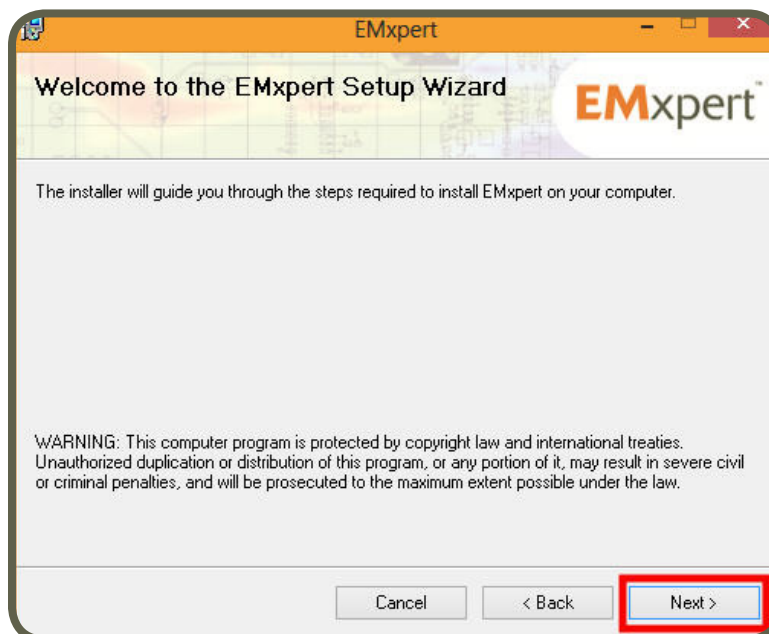 EMxpert
Welcome to the EMxpert Setup Wizard
EMxpert
The installer will guide you through the steps required to install EMxpert on your computer.
WARNING: This computer program is protected by copyright law and international treaties.
Unauthorized duplication or distribution of this program, or any portion of it, may result in severe civil
or criminal penalties, and will be prosecuted to the maximum extent possible under the law.
Cancel
< Back
Next >